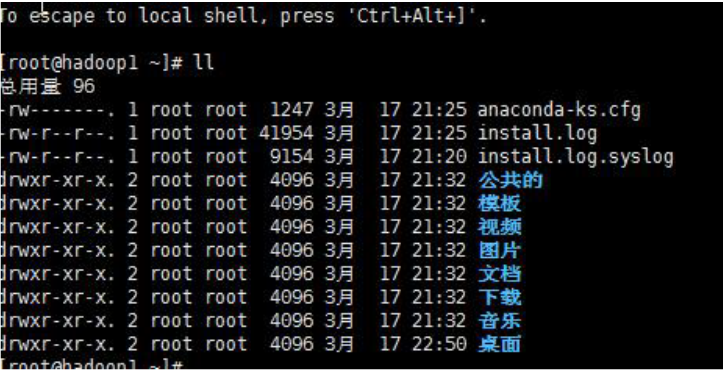 To escape to local shell, press 'Ctrl+Alt+]'.
[root@hadoop1 ~]# ll
总用量 96
-rw-------. 1 root root 1247 3月 17 21:25 anaconda-ks.cfg
-rw-r--r--. 1 root root 41954 3月 17 21:25 install.log
-rw-r--r--. 1 root root 9154 3月 17 21:20 install.log.syslog
drwxr-xr-x. 2 root root 4096 3月 17 21:32 公共的
drwxr-xr-x. 2 root root 4096 3月 17 21:32 模板
drwxr-xr-x. 2 root root 4096 3月 17 21:32 视频
drwxr-xr-x. 2 root root 4096 3月 17 21:32 图片
drwxr-xr-x. 2 root root 4096 3月 17 21:32 文档
drwxr-xr-x. 2 root root 4096 3月 17 21:32 下载
drwxr-xr-x. 2 root root 4096 3月 17 21:32 音乐
drwxr-xr-x. 2 root root 4096 3月 17 22:50 桌面
[root@hadoop1 ~]#